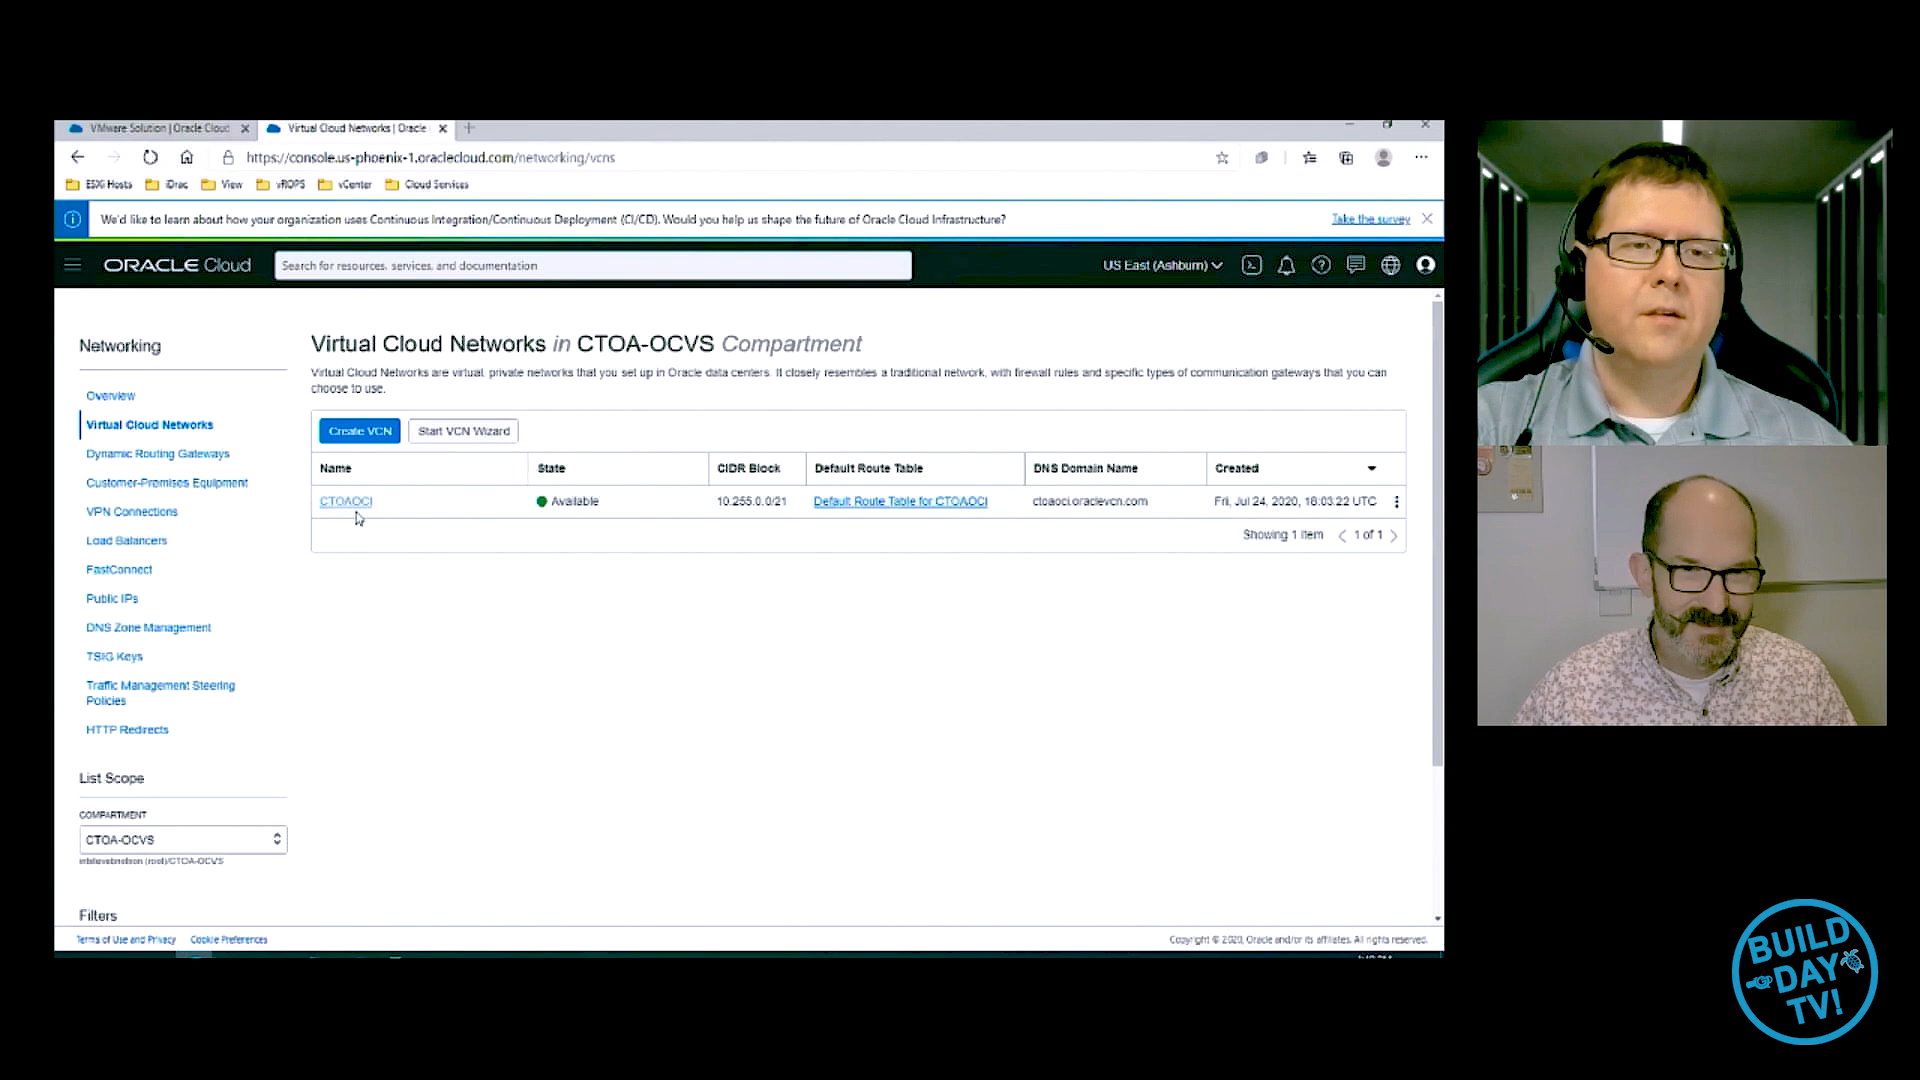 VMware Solution | Oracle Cloud
Virtual Cloud Networks | Oracle
https://console.us-phoenix-1.oraclecloud.com/networking/vcns
ESXi Hosts iDrac View vROPS vCenter Cloud Services
We'd like to learn about how your organization uses Continuous Integration/Continuous Deployment (CI/CD). Would you help us shape the future of Oracle Cloud Infrastructure? Take the survey
ORACLE Cloud Search for resources, services, and documentation US East (Ashburn)
Networking
Overview
Virtual Cloud Networks
Dynamic Routing Gateways
Customer-Premises Equipment
VPN Connections
Load Balancers
FastConnect
Public IPs
DNS Zone Management
TSIG Keys
Traffic Management Steering
Policies
HTTP Redirects
List Scope
COMPARTMENT
CTOA-OCVS
(root)/CTOA-OCVS
Filters
Virtual Cloud Networks in CTOA-OCVS Compartment
Virtual Cloud Networks are virtual, private networks that you set up in Oracle data centers. It closely resembles a traditional network, with firewall rules and specific types of communication gateways that you can
choose to use.
Create VCN Start VCN Wizard
Name State CIDR Block Default Route Table DNS Domain Name Created
CTOAOCI Available 10.255.0.0/21 Default Route Table for CTOAOCI ctoaoci.oraclevcn.com Fri, Jul 24, 2020, 18:03:22 UTC
Showing 1 Item 1 of 1
Terms of Use and Privacy Cookie Preferences Copyright © 2020, Oracle and/or its affiliates. All rights reserved.
BUILD
DAY
TV!